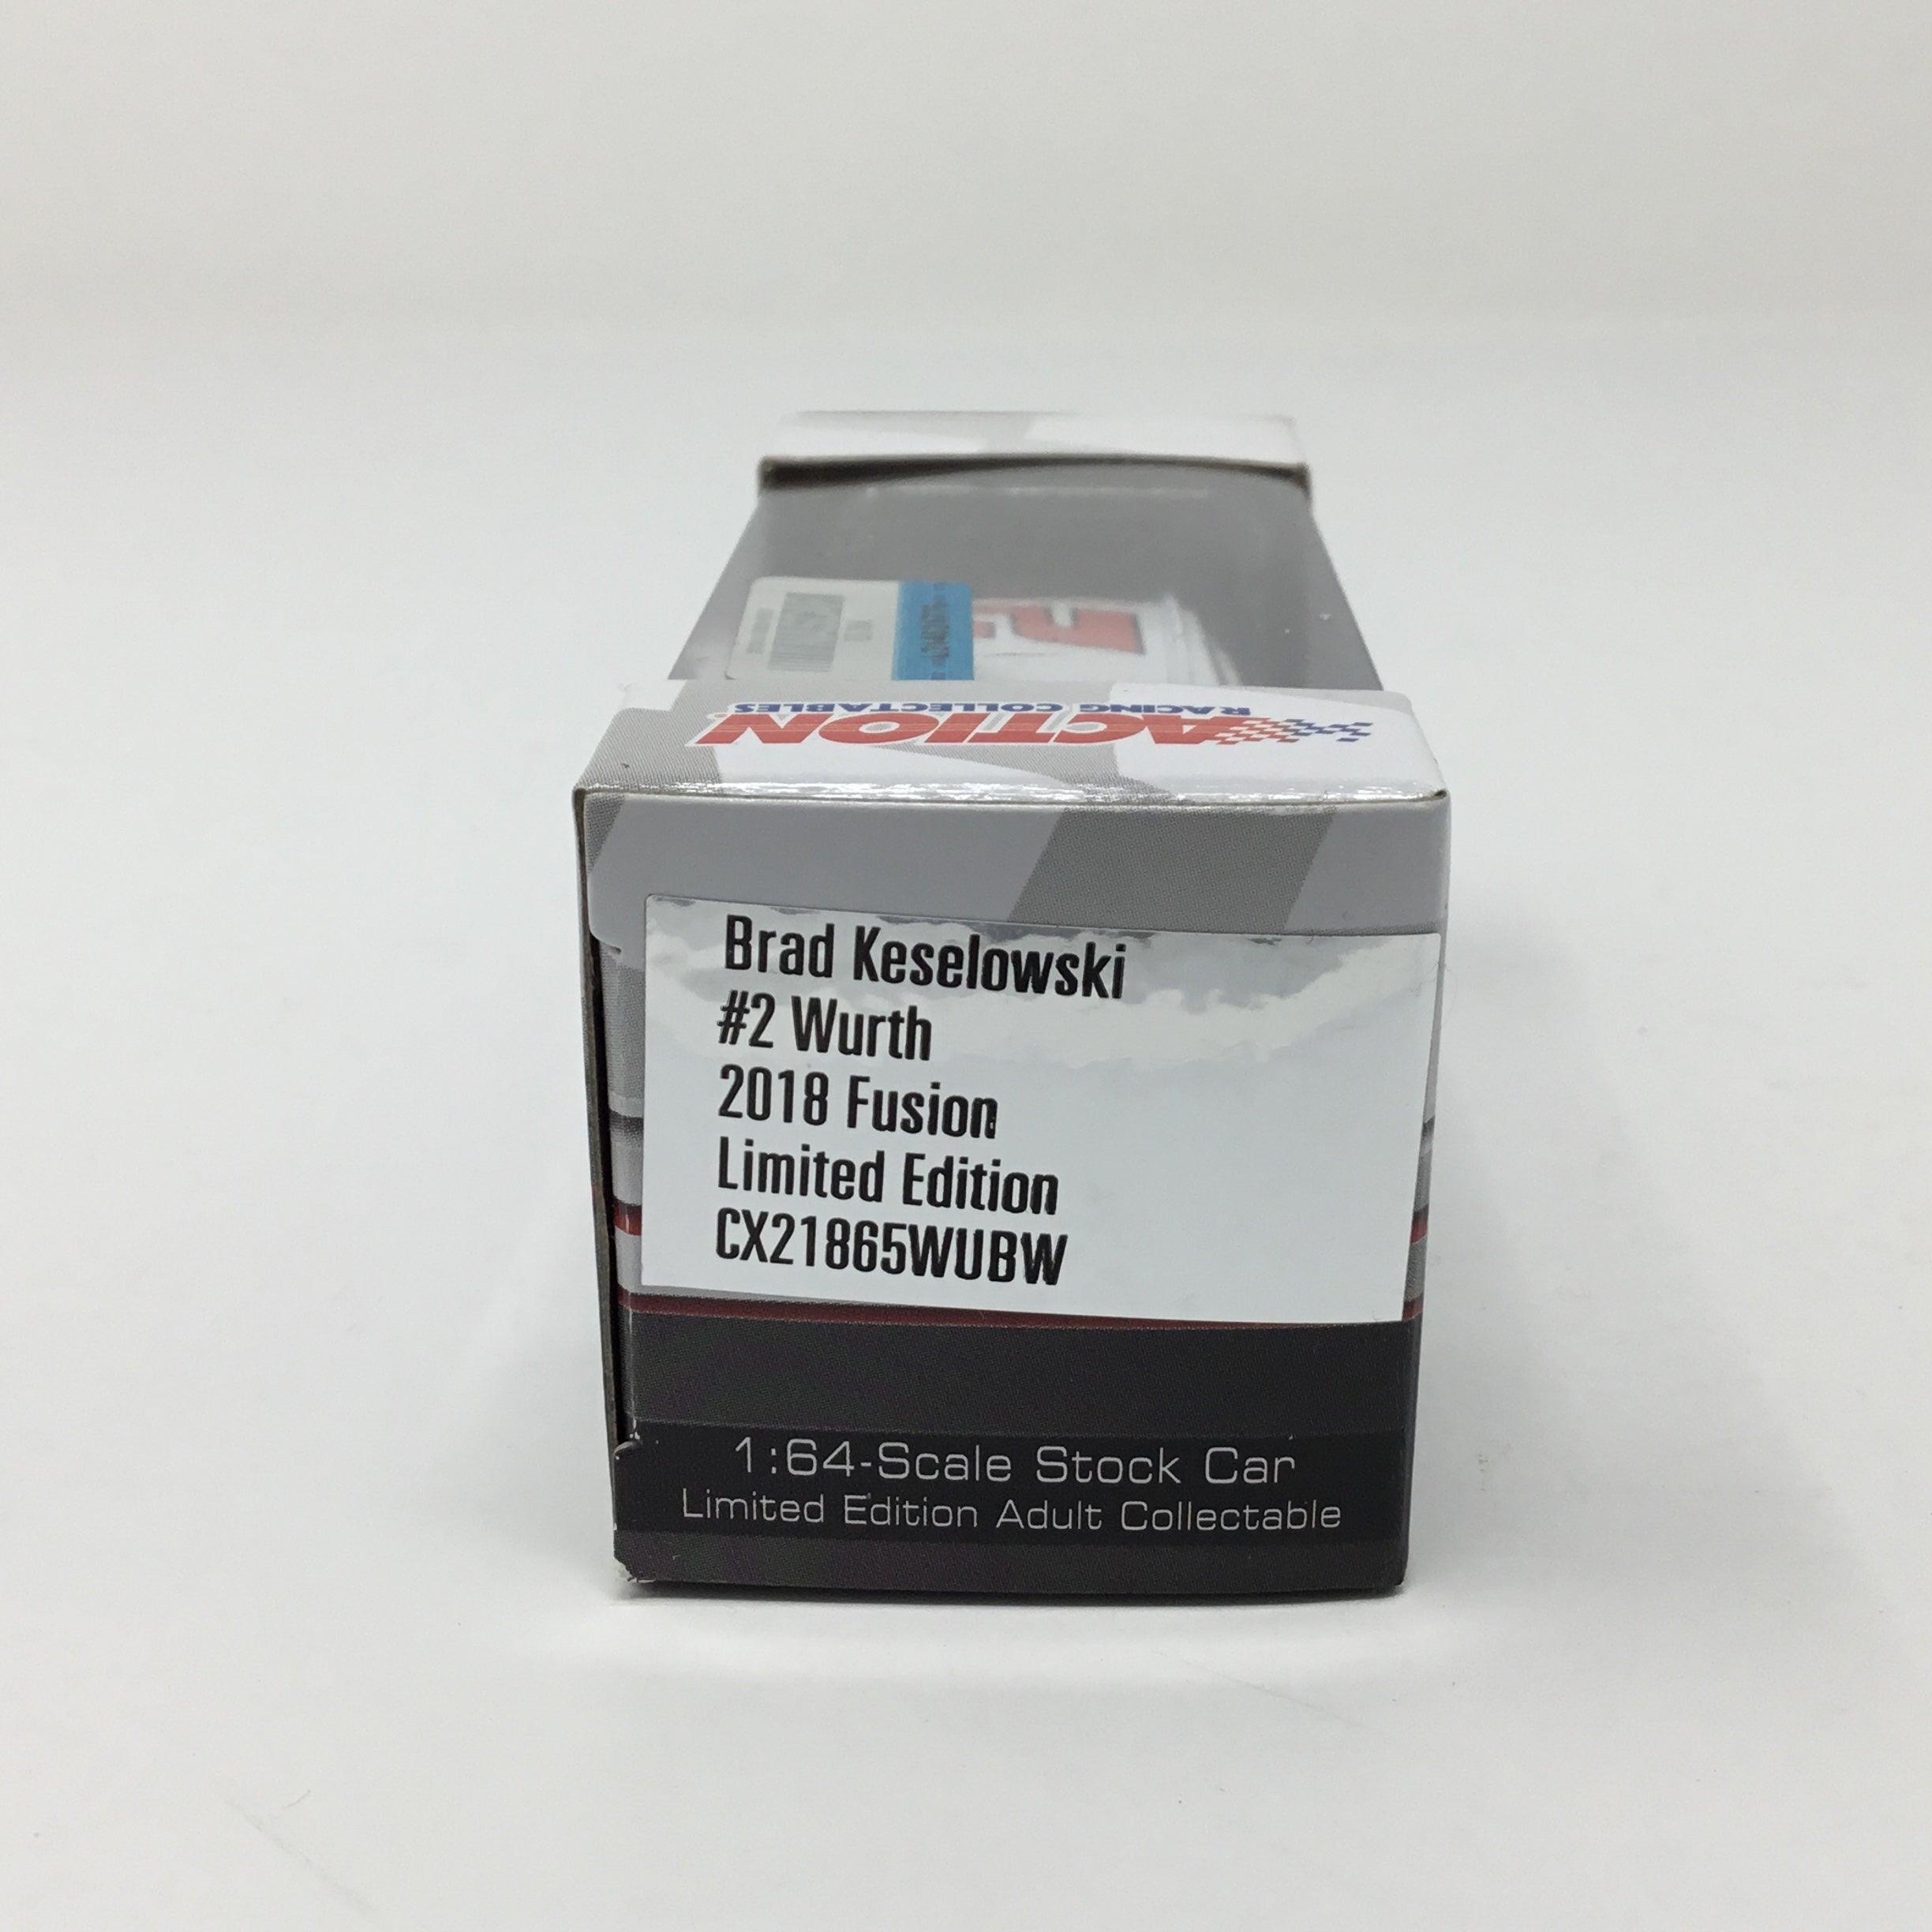 ACTION
RACING COLLECTABLES
Brad Keselowski
#2 Wurth
2018 Fusion
Limited Edition
CX21865WUBW
1:64-Scale Stock Car
Limited Edition Adult Collectable